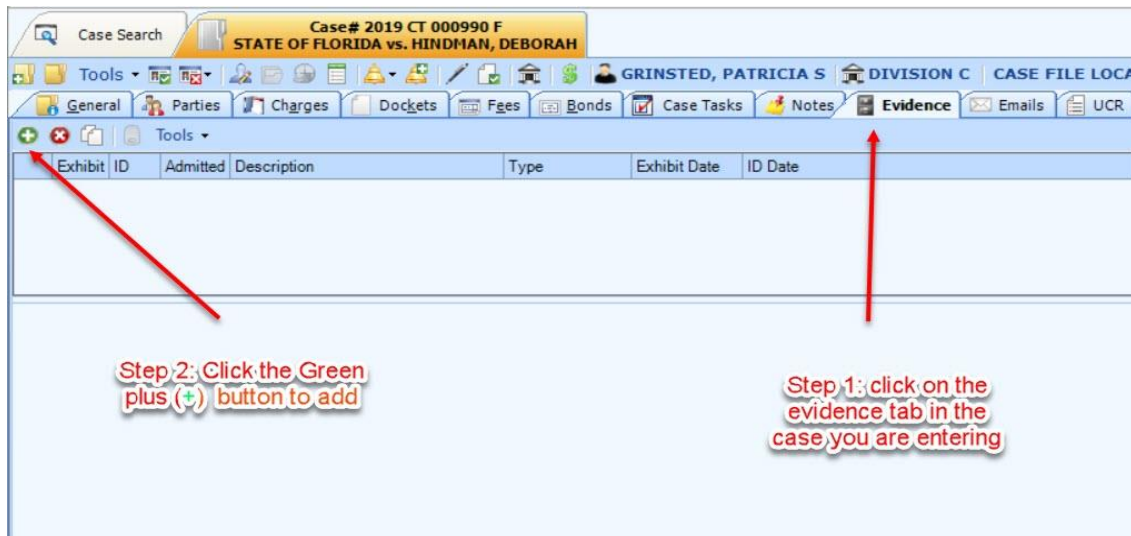 Case Search
Case# 2019 CT 000990 F
STATE OF FLORIDA vs. HINDMAN, DEBORAH
Tools GRINSTED, PATRICIA S DIVISION C CASE FILE LOCA
General Parties Charges Dockets Fees Bonds Case Tasks Notes Evidence Emails UCR
Tools
Exhibit ID Admitted Description Type Exhibit Date ID Date
Step 2: Click the Green
plus (+) button to add
Step 1: click on the
evidence tab in the
case you are entering